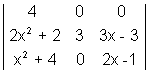 4 0 0
2x² + 2 3 3x - 3
x² + 4 0 2x -1